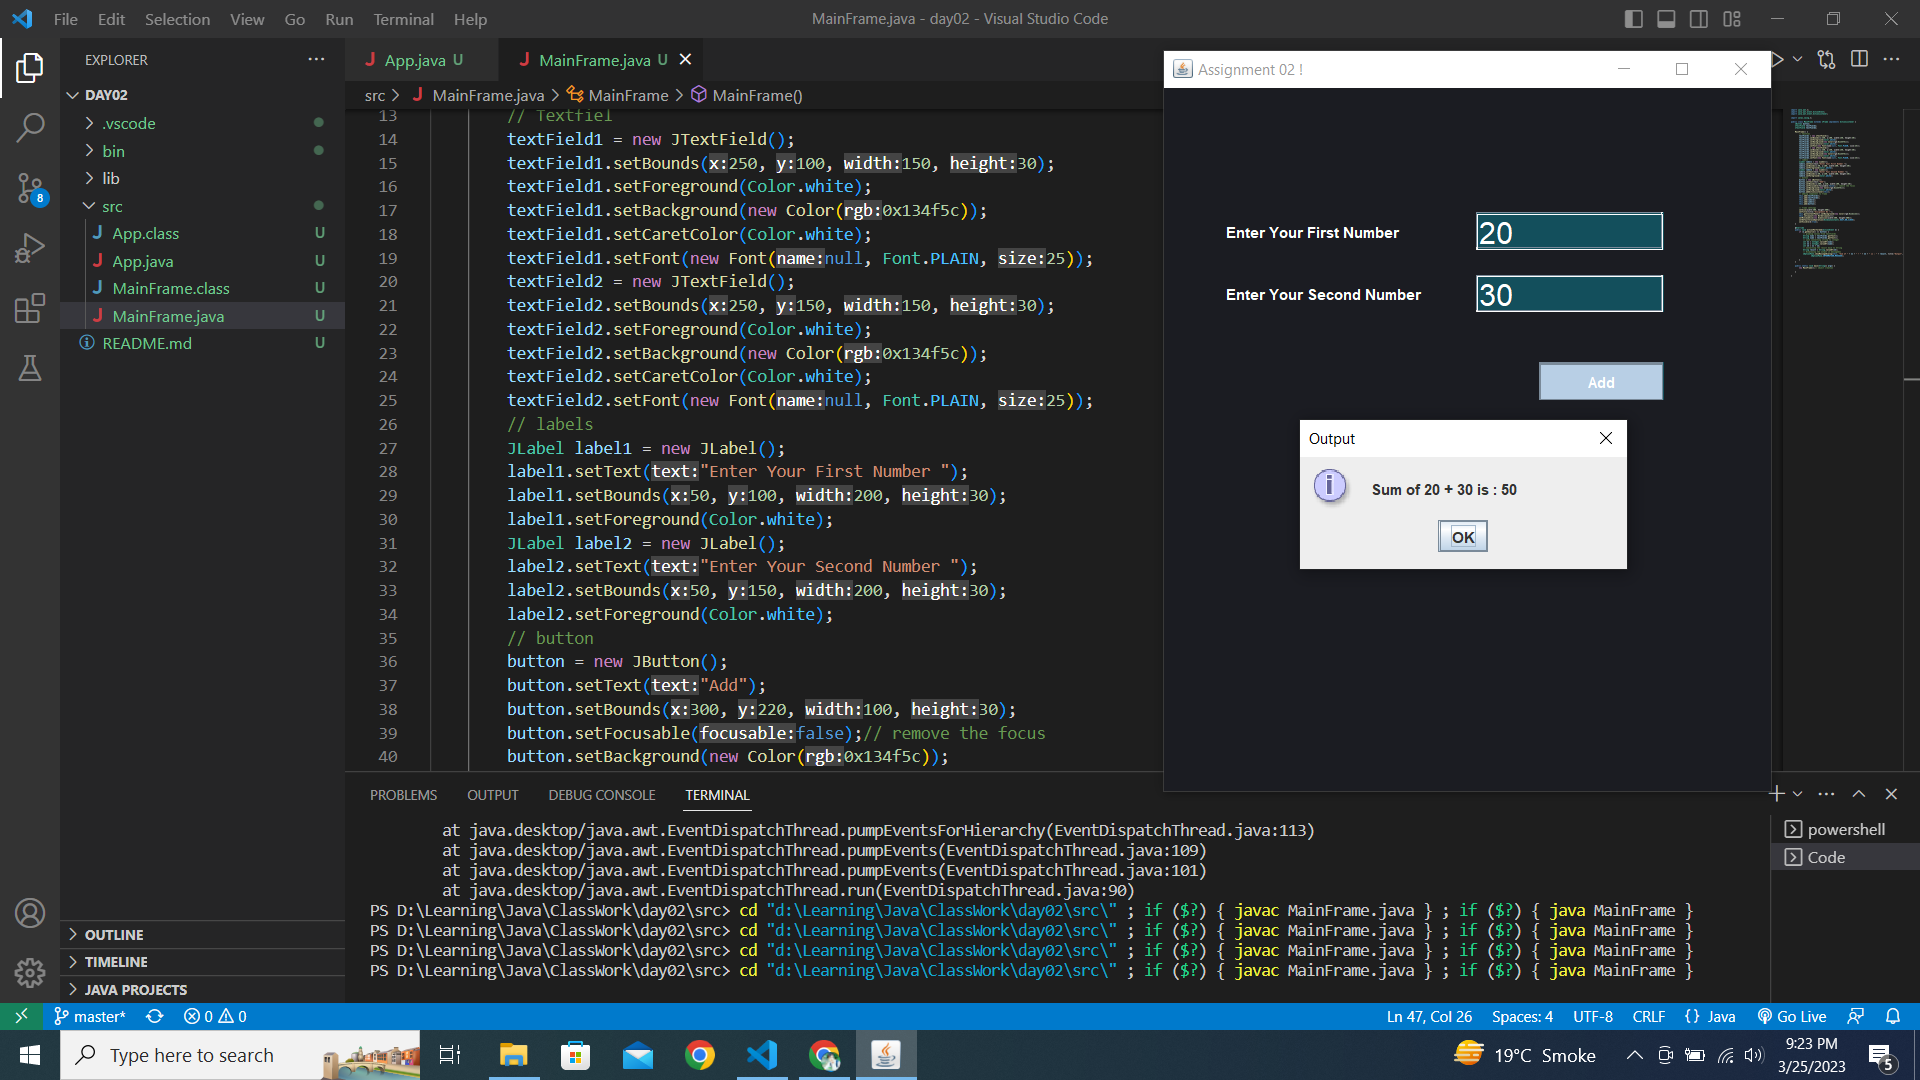 File Edit Selection View Go Run Terminal Help
MainFrame.java - day02 - Visual Studio Code
EXPLORER
DAY02
.vscode
bin
lib
src
App.class U
App.java U
MainFrame.class U
MainFrame.java U
README.md U
OUTLINE
TIMELINE
JAVA PROJECTS
8
App.java U
MainFrame.java U
src > MainFrame.java > MainFrame > MainFrame()
13 // Textfiel
14 textField1 = new JTextField();
15 textField1.setBounds(x:250, y:100, width:150, height:30);
16 textField1.setForeground(Color.white);
17 textField1.setBackground(new Color(rgb:0x134f5c));
18 textField1.setCaretColor(Color.white);
19 textField1.setFont(new Font(name:null, Font.PLAIN, size:25));
20 textField2 = new JTextField();
21 textField2.setBounds(x:250, y:150, width:150, height:30);
22 textField2.setForeground(Color.white);
23 textField2.setBackground(new Color(rgb:0x134f5c));
24 textField2.setCaretColor(Color.white);
25 textField2.setFont(new Font(name:null, Font.PLAIN, size:25));
26 // labels
27 JLabel label1 = new JLabel();
28 label1.setText(text:"Enter Your First Number ");
29 label1.setBounds(x:50, y:100, width:200, height:30);
30 label1.setForeground(Color.white);
31 JLabel label2 = new JLabel();
32 label2.setText(text:"Enter Your Second Number ");
33 label2.setBounds(x:50, y:150, width:200, height:30);
34 label2.setForeground(Color.white);
35 // button
36 button = new JButton();
37 button.setText(text:"Add");
38 button.setBounds(x:300, y:220, width:100, height:30);
39 button.setFocusable(focusable:false);// remove the focus
40 button.setBackground(new Color(rgb:0x134f5c));
Assignment 02 !
Enter Your First Number 20
Enter Your Second Number 30
Add
Output
Sum of 20 + 30 is : 50
OK
PROBLEMS OUTPUT DEBUG CONSOLE TERMINAL
at java.desktop/java.awt.EventDispatchThread.pumpEventsForHierarchy(EventDispatchThread.java:113)
at java.desktop/java.awt.EventDispatchThread.pumpEvents(EventDispatchThread.java:109)
at java.desktop/java.awt.EventDispatchThread.pumpEvents(EventDispatchThread.java:101)
at java.desktop/java.awt.EventDispatchThread.run(EventDispatchThread.java:90)
PS D:\Learning\Java\ClassWork\day02\src> cd "d:\Learning\Java\ClassWork\day02\src\" ; if ($?) { javac MainFrame.java } ; if ($?) { java MainFrame }
PS D:\Learning\Java\ClassWork\day02\src> cd "d:\Learning\Java\ClassWork\day02\src\" ; if ($?) { javac MainFrame.java } ; if ($?) { java MainFrame }
PS D:\Learning\Java\ClassWork\day02\src> cd "d:\Learning\Java\ClassWork\day02\src\" ; if ($?) { javac MainFrame.java } ; if ($?) { java MainFrame }
PS D:\Learning\Java\ClassWork\day02\src> cd "d:\Learning\Java\ClassWork\day02\src\" ; if ($?) { javac MainFrame.java } ; if ($?) { java MainFrame }
powershell
Code
master* 0 0
Ln 47, Col 26 Spaces: 4 UTF-8 CRLF {} Java Go Live
Type here to search
19°C Smoke
9:23 PM
3/25/2023
5